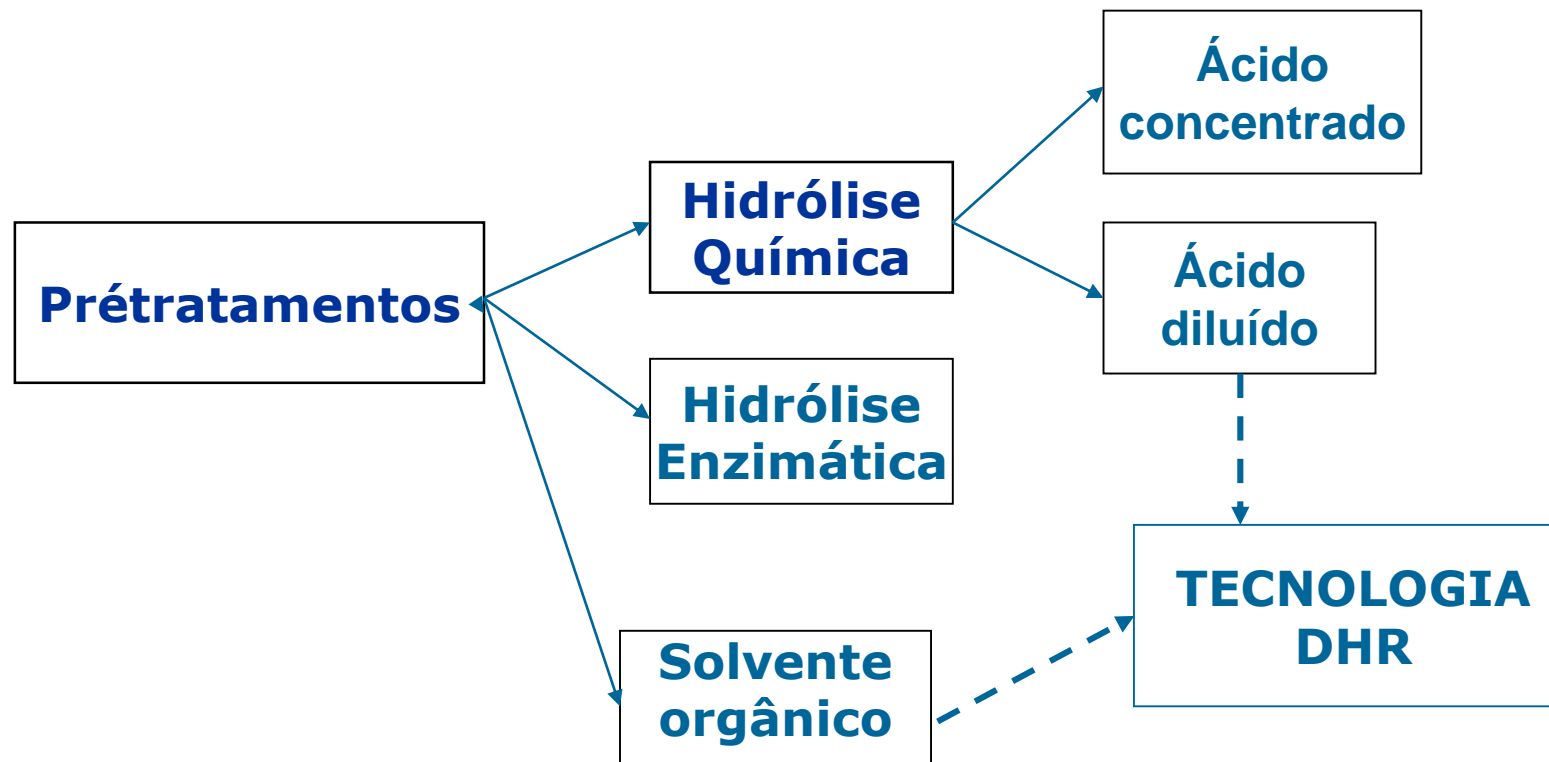 Prétratamentos
Hidrólise
Química
Hidrólise
Enzimática
Solvente
orgânico
Ácido
concentrado
Ácido
diluído
TECNOLOGIA
DHR